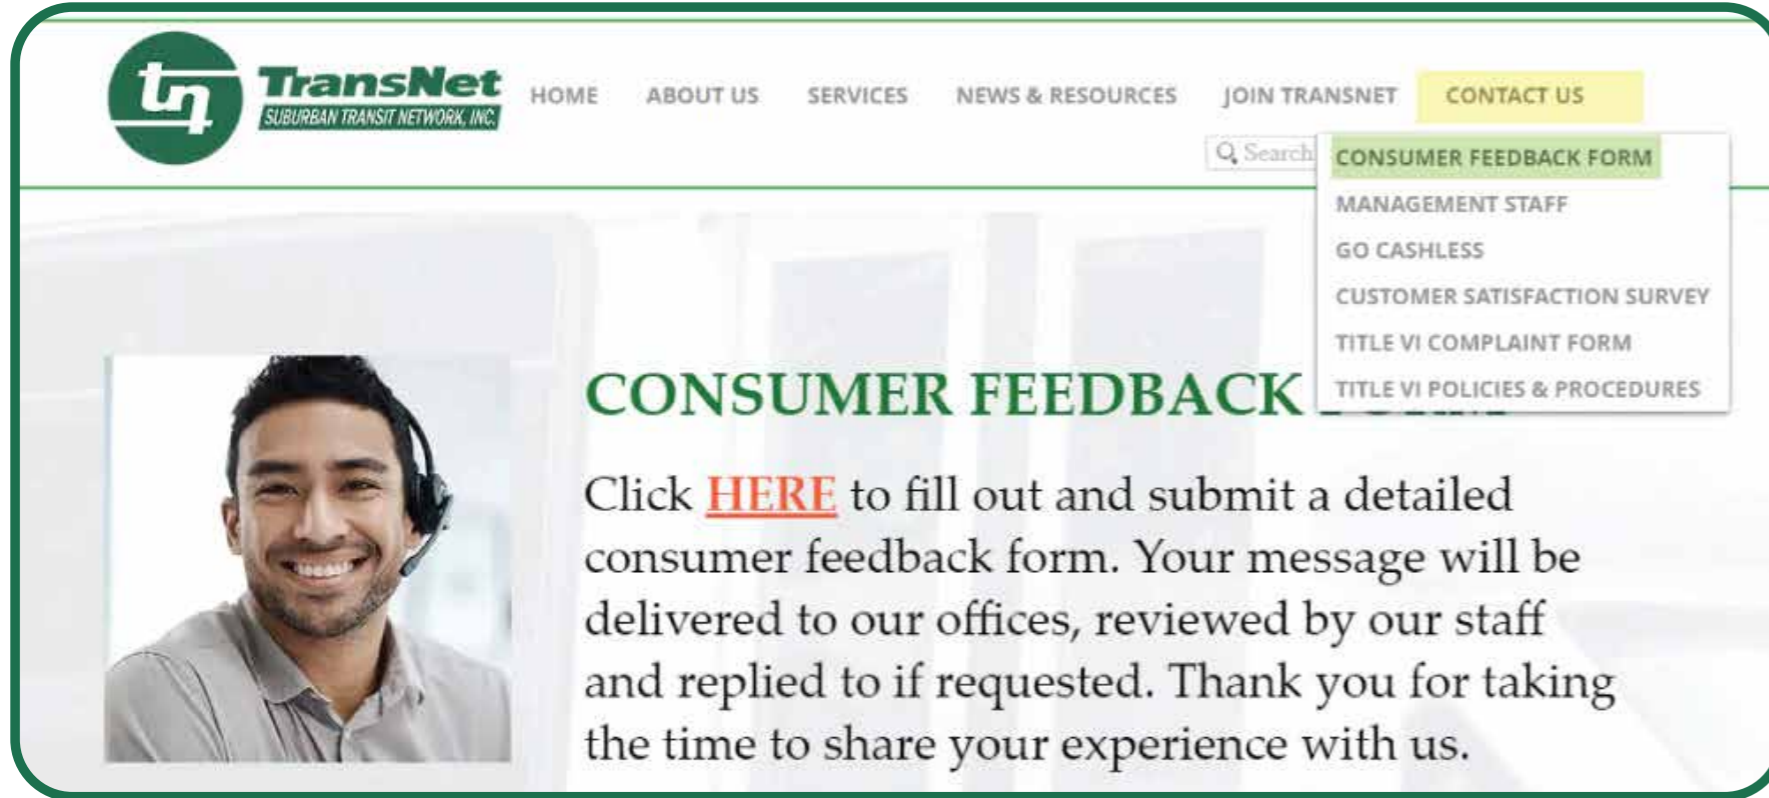 tn
TransNet
SUBURBAN TRANSIT NETWORK, INC.
HOME ABOUT US SERVICES NEWS & RESOURCES JOIN TRANSNET CONTACT US
Search
CONSUMER FEEDBACK FORM
MANAGEMENT STAFF
GO CASHLESS
CUSTOMER SATISFACTION SURVEY
TITLE VI COMPLAINT FORM
TITLE VI POLICIES & PROCEDURES
CONSUMER FEEDBACK
Click HERE to fill out and submit a detailed
consumer feedback form. Your message will be
delivered to our offices, reviewed by our staff
and replied to if requested. Thank you for taking
the time to share your experience with us.